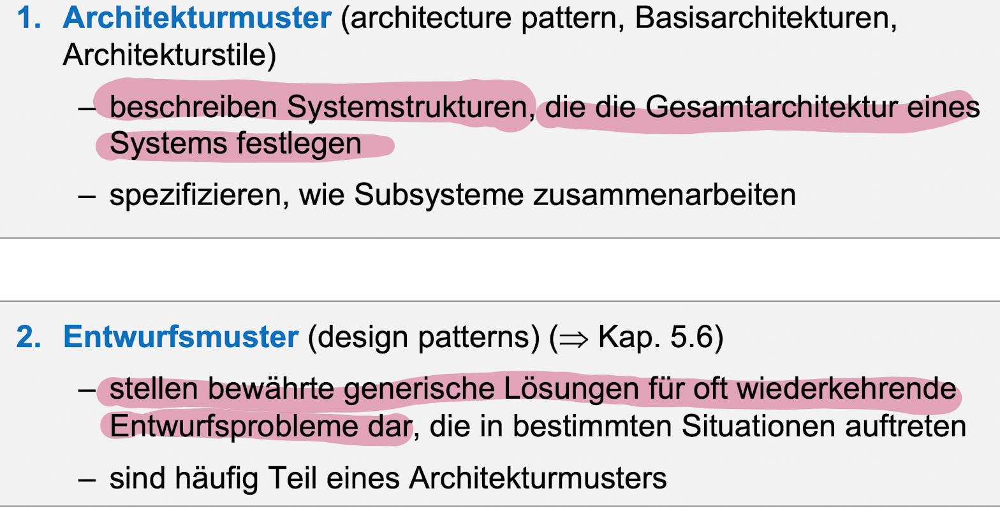 1. Architekturmuster (architecture pattern, Basisarchitekturen,
Architekturstile)
– beschreiben Systemstrukturen, die die Gesamtarchitektur eines
Systems festlegen
– spezifizieren, wie Subsysteme zusammenarbeiten
2. Entwurfsmuster (design patterns) (⇒ Kap. 5.6)
– stellen bewährte generische Lösungen für oft wiederkehrende
Entwurfsprobleme dar, die in bestimmten Situationen auftreten
– sind häufig Teil eines Architekturmusters